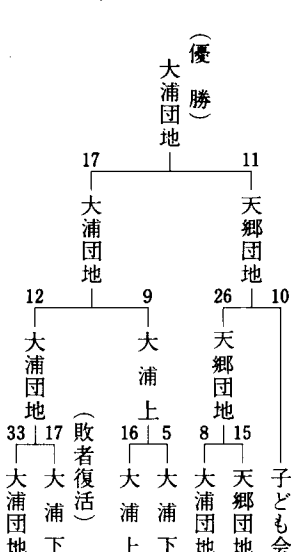 （優勝）
大浦団地
17 11
大浦団地
天郷団地
12 9 26 10
大浦団地
大浦上
天郷団地
33 17 （敗者復活） 16 5 8 15
大浦団地
大浦下
大浦上
大浦下
大浦団地
天郷団地
子ども会